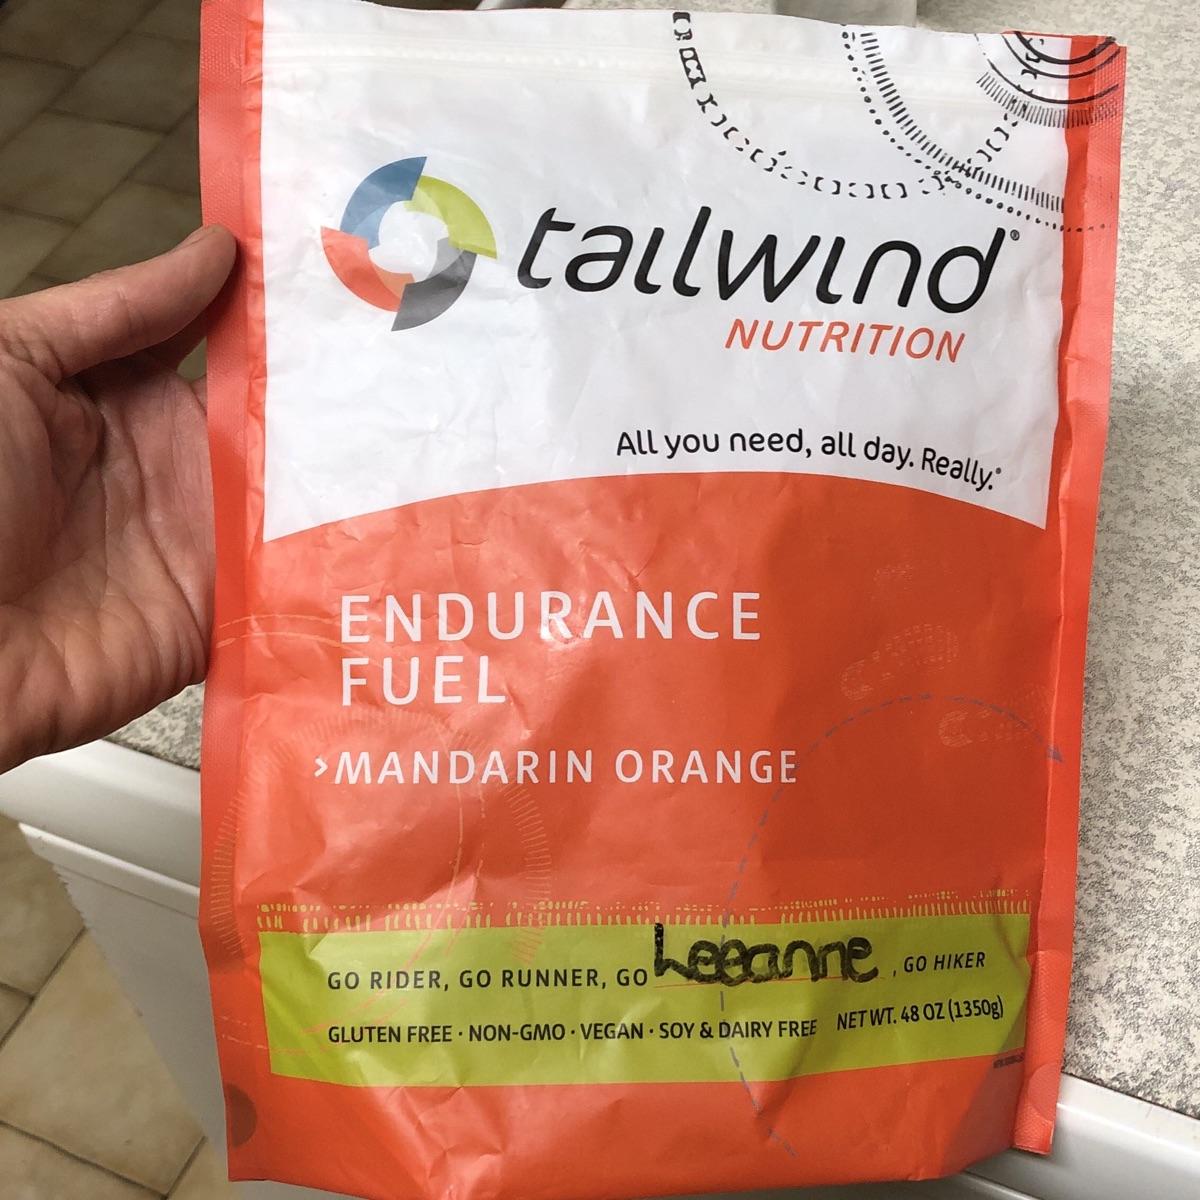 tailwind®
NUTRITION
All you need, all day. Really.®
ENDURANCE
FUEL
>MANDARIN ORANGE
GO RIDER, GO RUNNER, GO Leeanne, GO HIKER
GLUTEN FREE · NON-GMO · VEGAN · SOY & DAIRY FREE NET WT. 48 OZ (1350g)